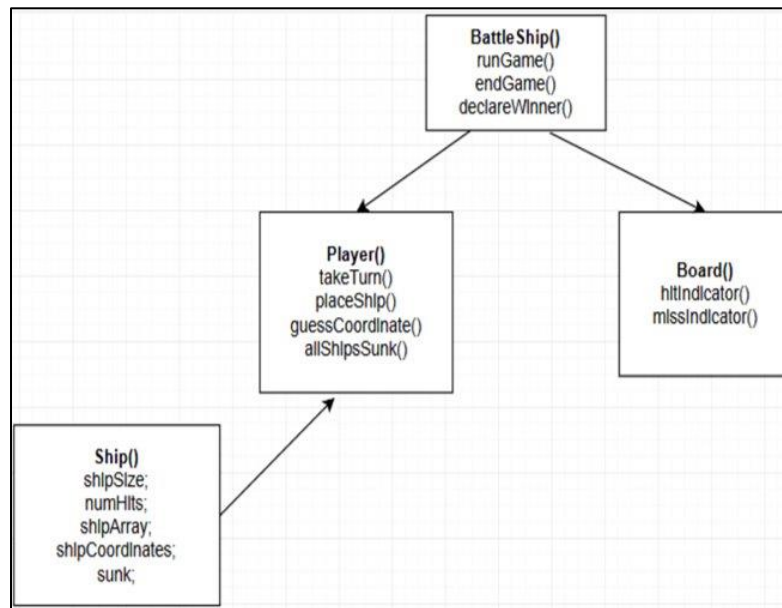 BattleShip()
runGame()
endGame()
declareWinner()
Player()
takeTurn()
placeShip()
guessCoordinate()
allShipsSunk()
Board()
hitIndicator()
missIndicator()
Ship()
shipSize;
numHits;
shipArray;
shipCoordinates;
sunk;